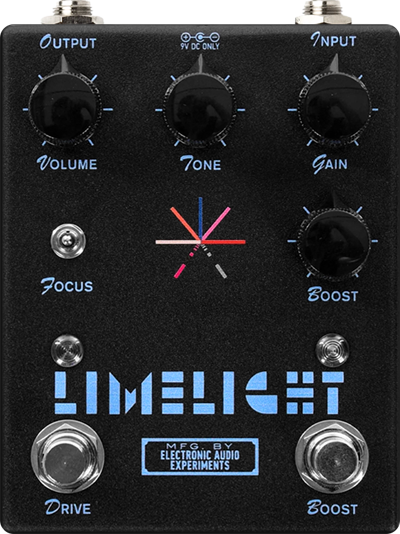 OUTPUT
9V DC ONLY
INPUT
VOLUME
TONE
GAIN
FOCUS
BOOST
LIMELIGHT
MFG. BY
ELECTRONIC AUDIO
EXPERIMENTS
DRIVE
BOOST